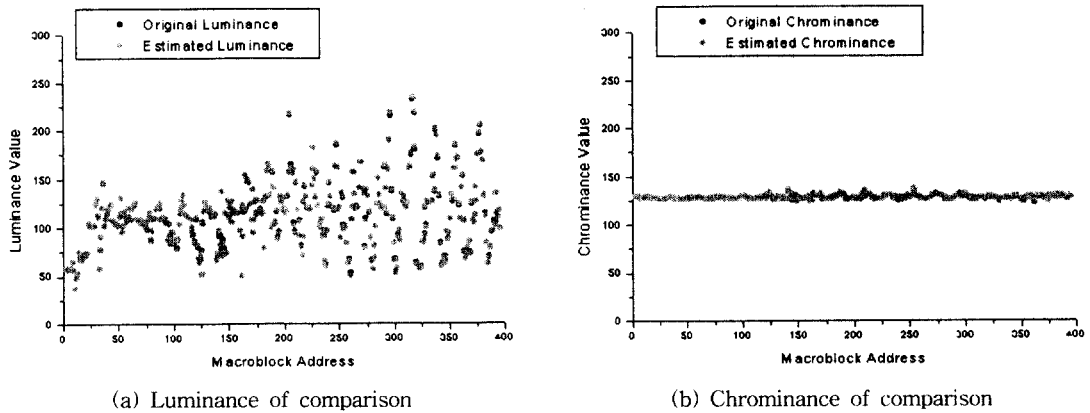 Original Luminance
Estimated Luminance
300
250
200
150
100
50
0
Luminance Value
0 50 100 150 200 250 300 350 400
Macroblock Address
(a) Luminance of comparison
Original Chrominance
Estimated Chrominance
300
250
200
150
100
50
0
Chrominance Value
0 50 100 150 200 250 300 350 400
Macroblock Address
(b) Chrominance of comparison